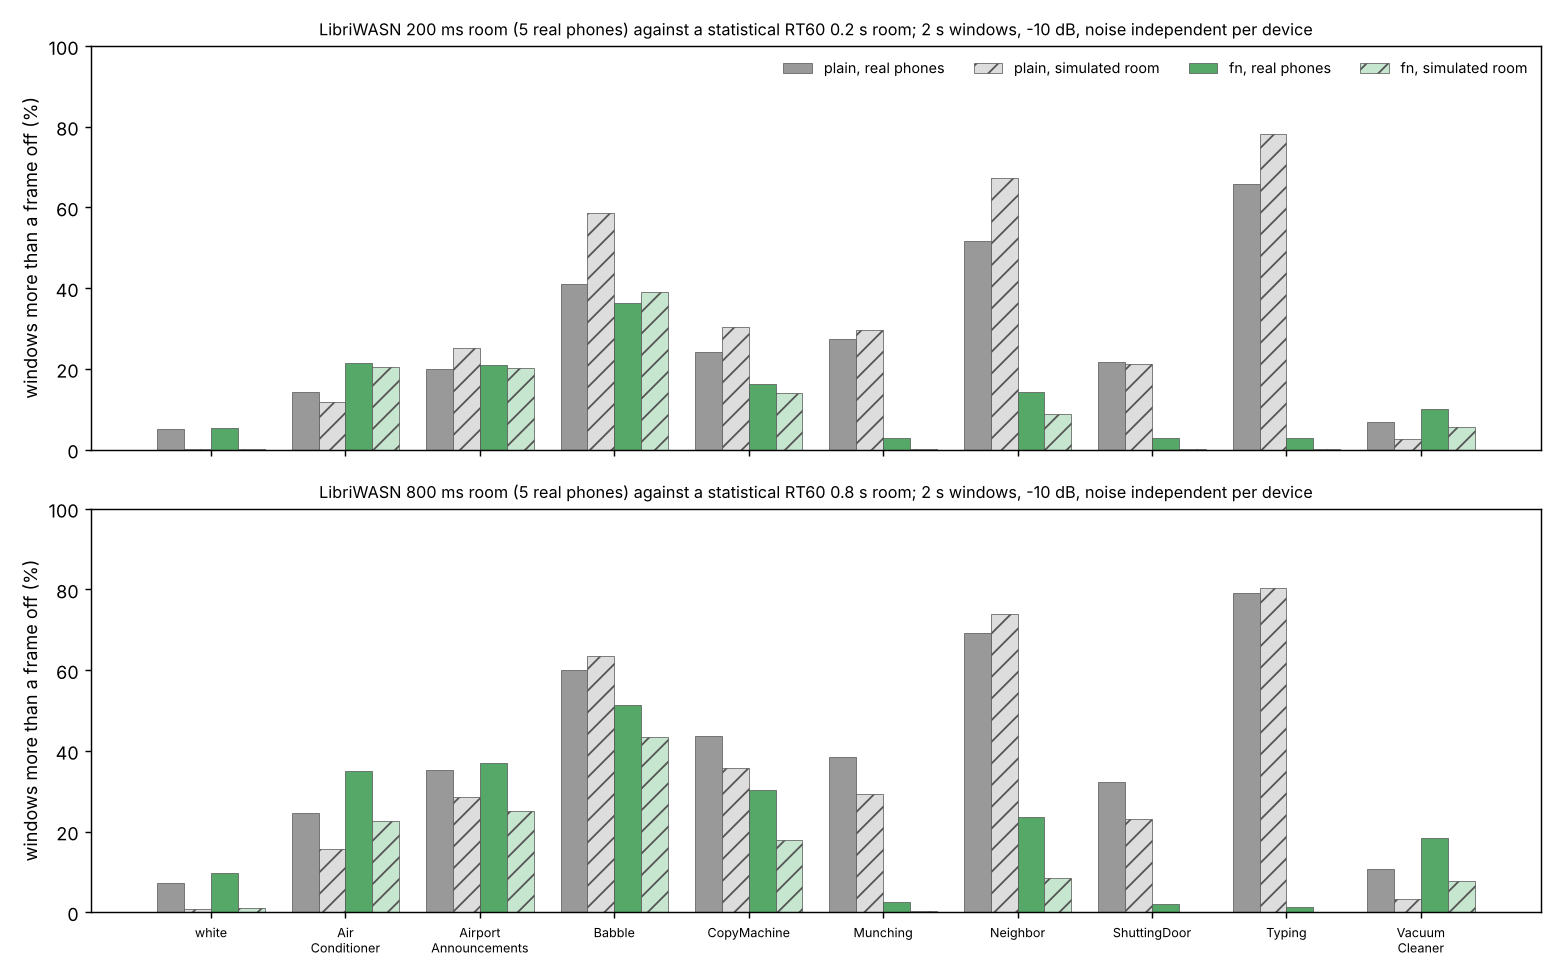 LibriWASN 200 ms room (5 real phones) against a statistical RT60 0.2 s room; 2 s windows, -10 dB, noise independent per device
windows more than a frame off (%)
100
80
60
40
20
0
plain, real phones
plain, simulated room
fn, real phones
fn, simulated room
LibriWASN 800 ms room (5 real phones) against a statistical RT60 0.8 s room; 2 s windows, -10 dB, noise independent per device
windows more than a frame off (%)
100
80
60
40
20
0
white
Air
Conditioner
Airport
Announcements
Babble
CopyMachine
Munching
Neighbor
ShuttingDoor
Typing
Vacuum
Cleaner